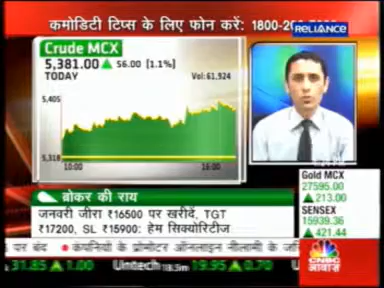 कमोडिटी टिप्स के लिए फोन करें: 1800-200-
RELIANCE
Crude MCX
5,381.00 56.00 [1.1%]
TODAY Vol:61,924
5,405
5,318
10:00 16:00
ब्रोकर की राय
जनवरी जीरा ₹16500 पर खरीदें, TGT
₹17200, SL ₹15900: हेम सिक्योरिटीज
Gold MCX
27595.00
213.00
SENSEX
15939.36
421.44
पर बंद कंपनियों के प्रोमोटर ऑनलाइन नीलामी के
31.85 1.00 Unitech 19.95 0.70
CNBC
आवाज़